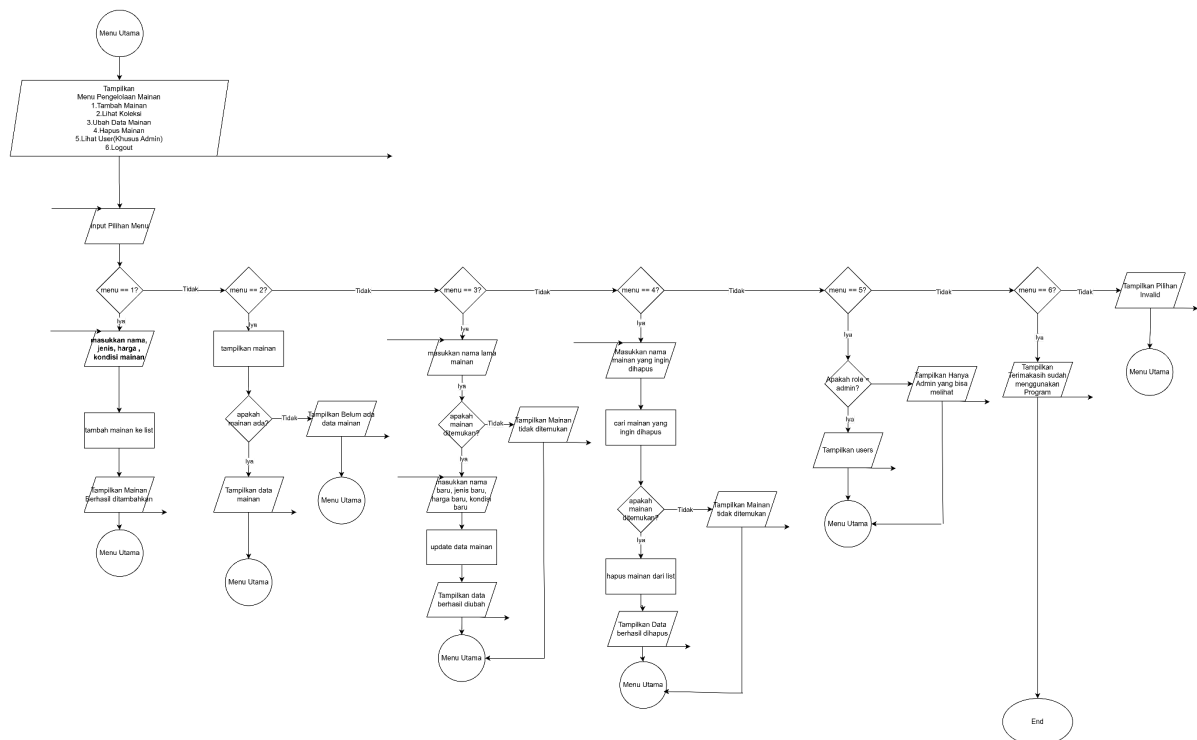 Menu Utama
Tampilkan
Menu Pengelolaan Mainan
1.Tambah Mainan
2.Lihat Koleksi
3.Ubah Data Mainan
4.Hapus Mainan
5.Lihat User(Khusus Admin)
6.Logout
input Pilihan Menu
menu == 1?
Tidak
menu == 2?
Tidak
menu == 3?
Tidak
menu == 4?
Tidak
menu == 5?
Tidak
menu == 6?
Tidak
Tampilkan Pilihan
Invalid
Menu Utama
Iya
masukkan nama,
jenis, harga ,
kondisi mainan
tambah mainan ke list
Tampilkan Mainan
Berhasil ditambahkan
Menu Utama
Iya
tampilkan mainan
apakah
mainan ada?
Tidak
Tampilkan Belum ada
data mainan
Menu Utama
Iya
Tampilkan data
mainan
Menu Utama
Iya
masukkan nama lama
mainan
Iya
apakah
mainan
ditemukan?
Tidak
Tampilkan Mainan
tidak ditemukan
Iya
masukkan nama
baru, jenis baru,
harga baru, kondisi
baru
update data mainan
Tampilkan data
berhasil diubah
Menu Utama
Iya
Masukkan nama
mainan yang ingin
dihapus
cari mainan yang
ingin dihapus
apakah
mainan
ditemukan?
Tidak
Tampilkan Mainan
tidak ditemukan
Iya
hapus mainan dari list
Tampilkan Data
berhasil dihapus
Menu Utama
Iya
Apakah role =
admin?
Tampilkan Hanya
Admin yang bisa
melihat
Iya
Tampilkan users
Menu Utama
Iya
Tampilkan
Terimakasih sudah
menggunakan
Program
End